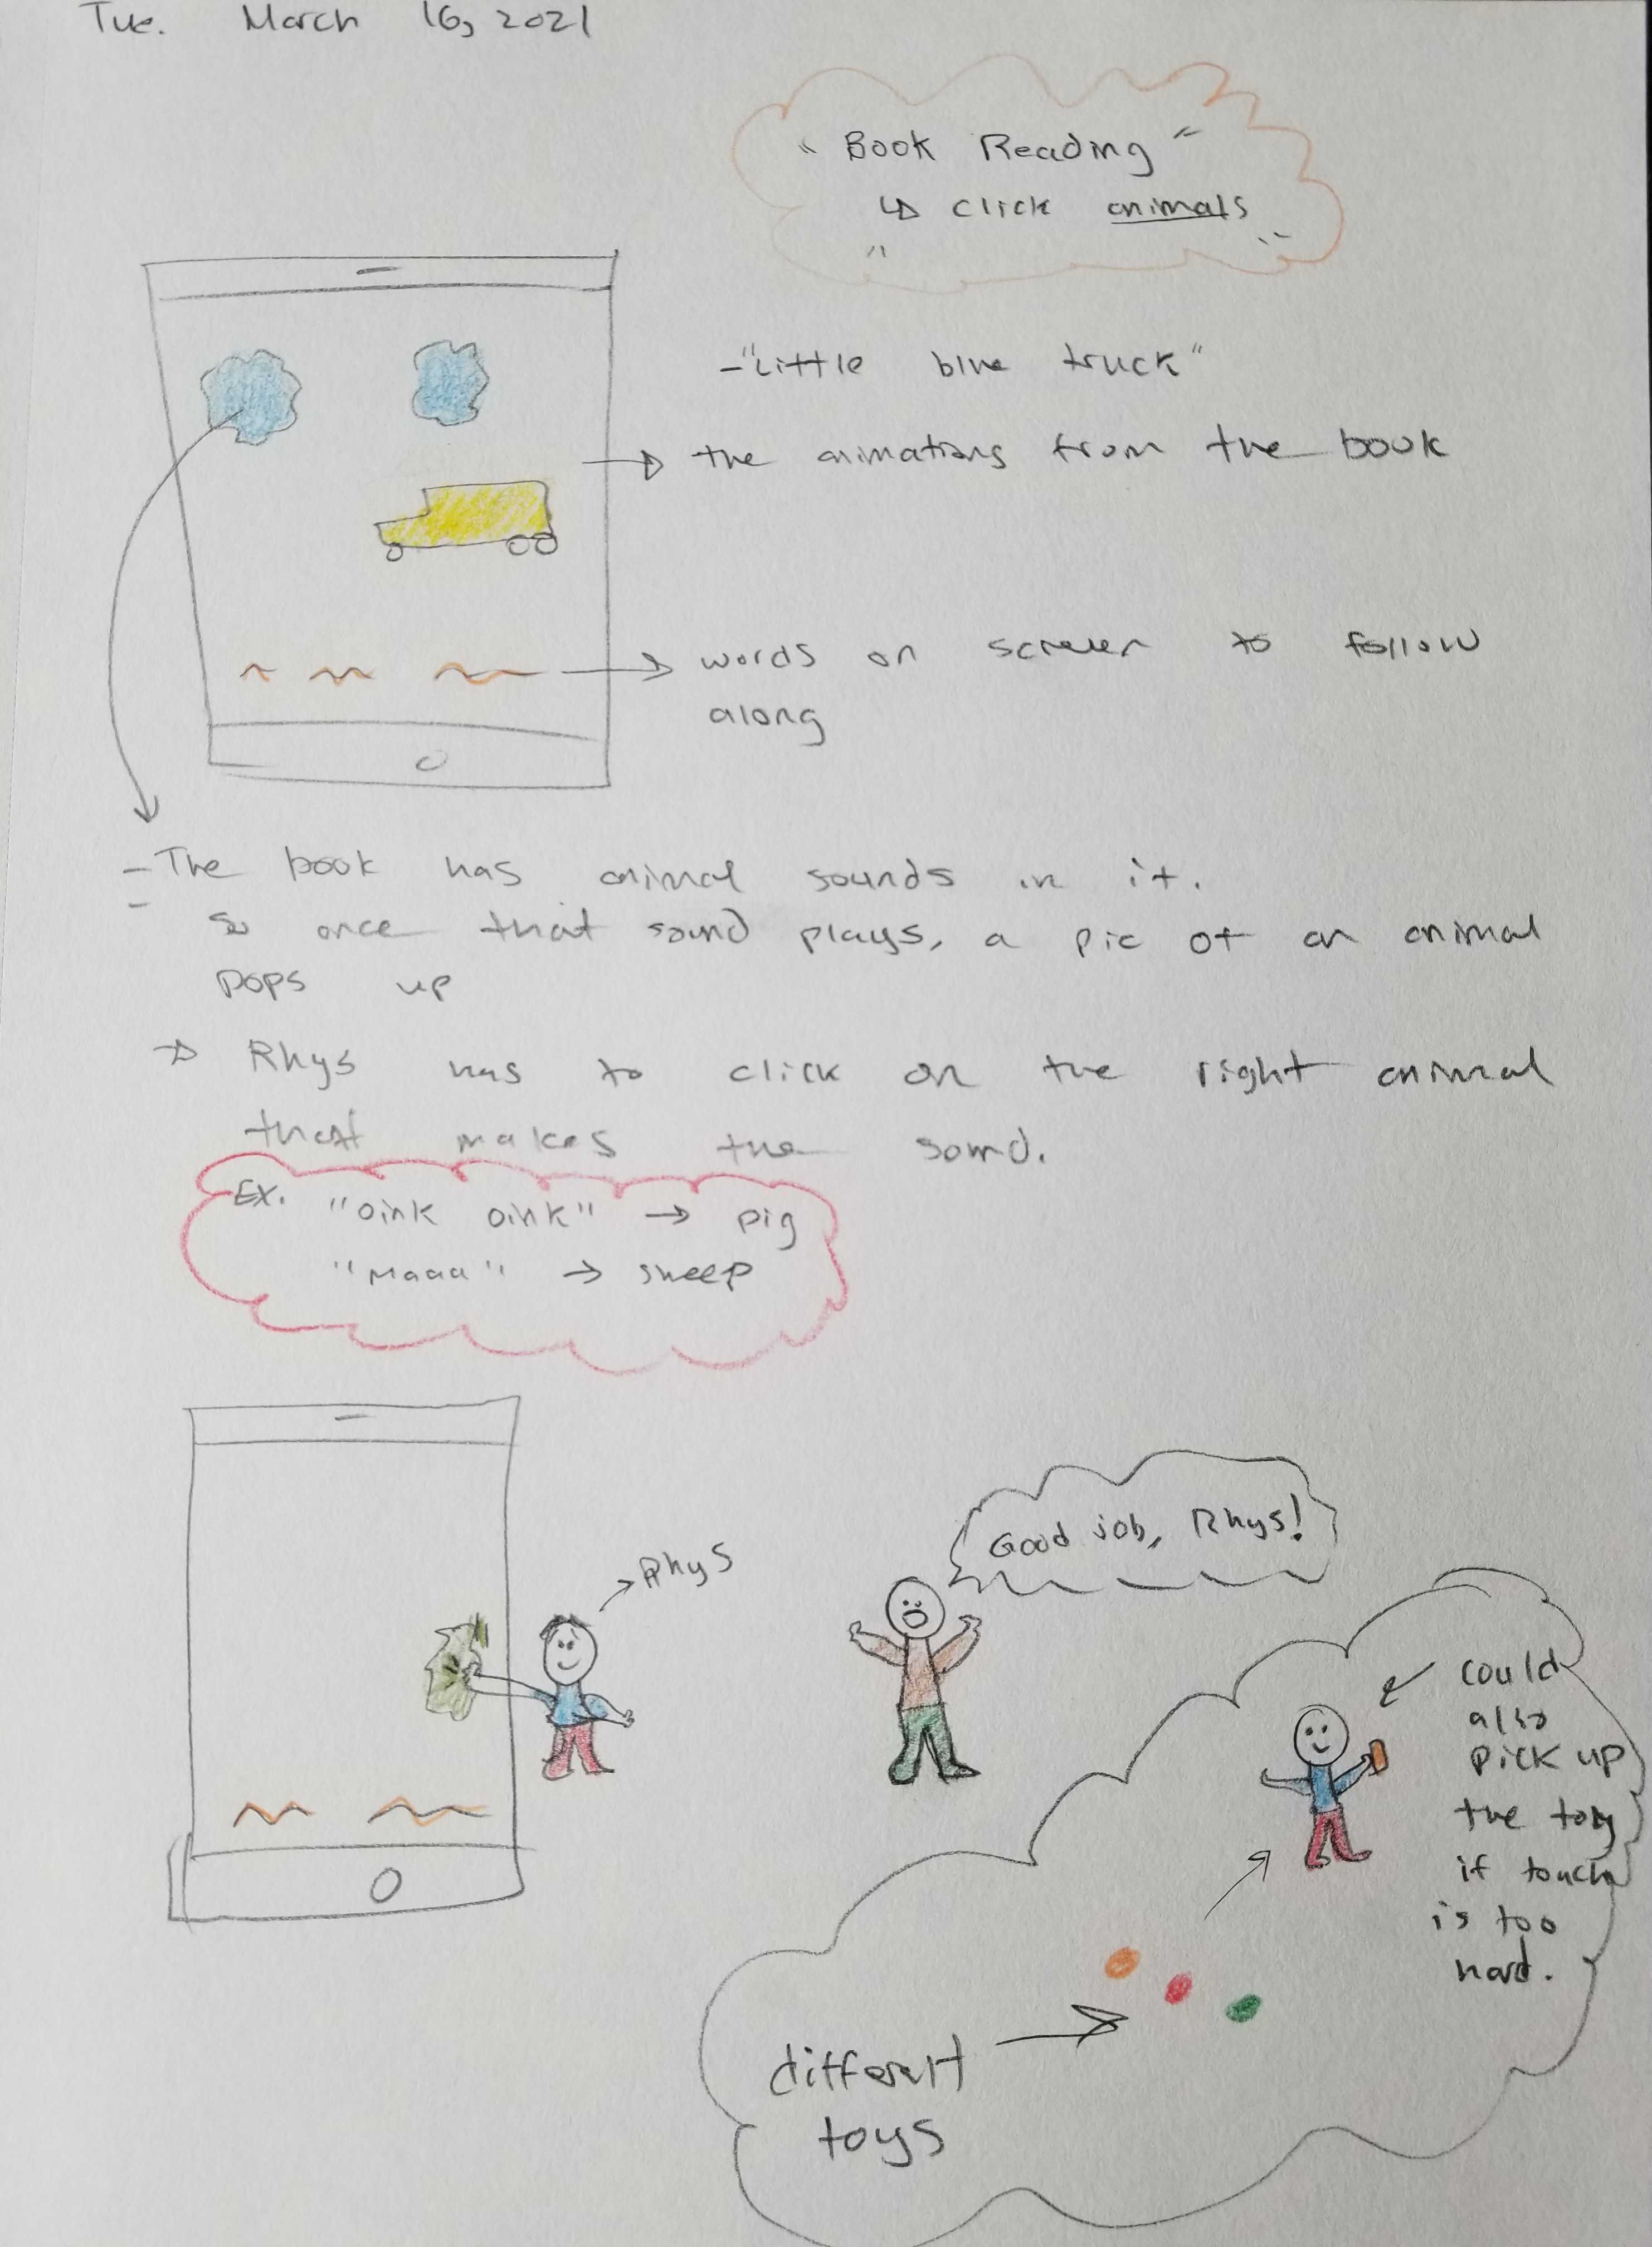 Tue. March 16, 2021
"Book Reading"
↳ click animals
" "
- "Little blue truck"
→ the animations from the book
→ words on screen to follow
along
- The book has animal sounds in it.
-
so once that sound plays, a pic of an animal
pops up
→ Rhys has to click on the right animal
that makes the sound.
Ex. "oink oink" → pig
"Maaa" → sheep
Good job, Rhys!
→ Rhys
could
also
pick up
the toy
if touch
is too
hard.
different
toys